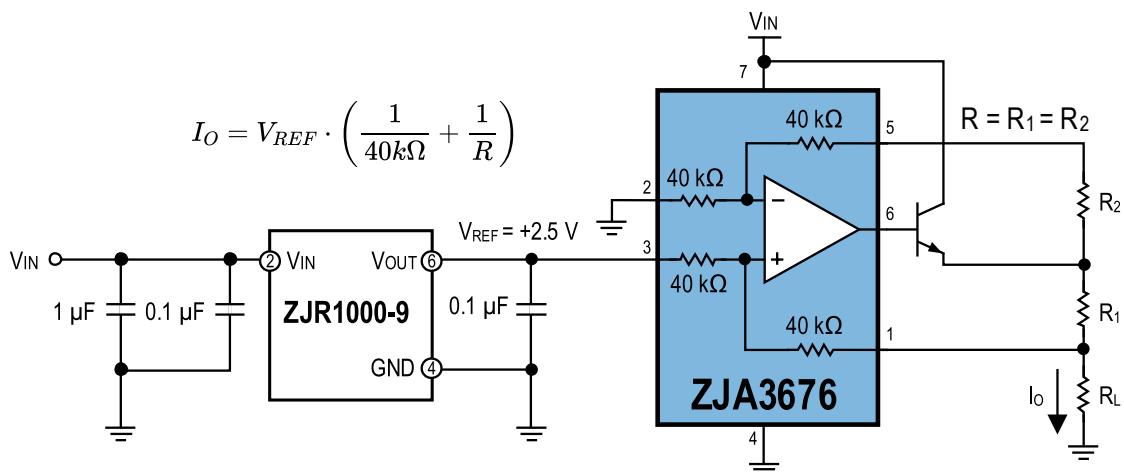 VIN
7
40 kΩ
5
R = R1 = R2
I_O = V_REF · (1/40kΩ + 1/R)
2
40 kΩ
−
6
R2
VREF = +2.5 V
3
+
VIN
2
VIN
VOUT
6
40 kΩ
1 µF
0.1 µF
ZJR1000-9
0.1 µF
40 kΩ
1
R1
GND
4
ZJA3676
IO
RL
4